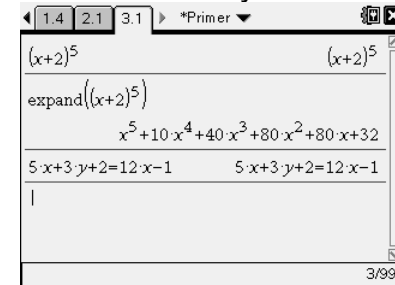 1.4 2.1 3.1 *Primer
(x+2)^5 (x+2)^5
expand((x+2)^5)
x^5+10·x^4+40·x^3+80·x^2+80·x+32
5·x+3·y+2=12·x−1 5·x+3·y+2=12·x−1
3/99